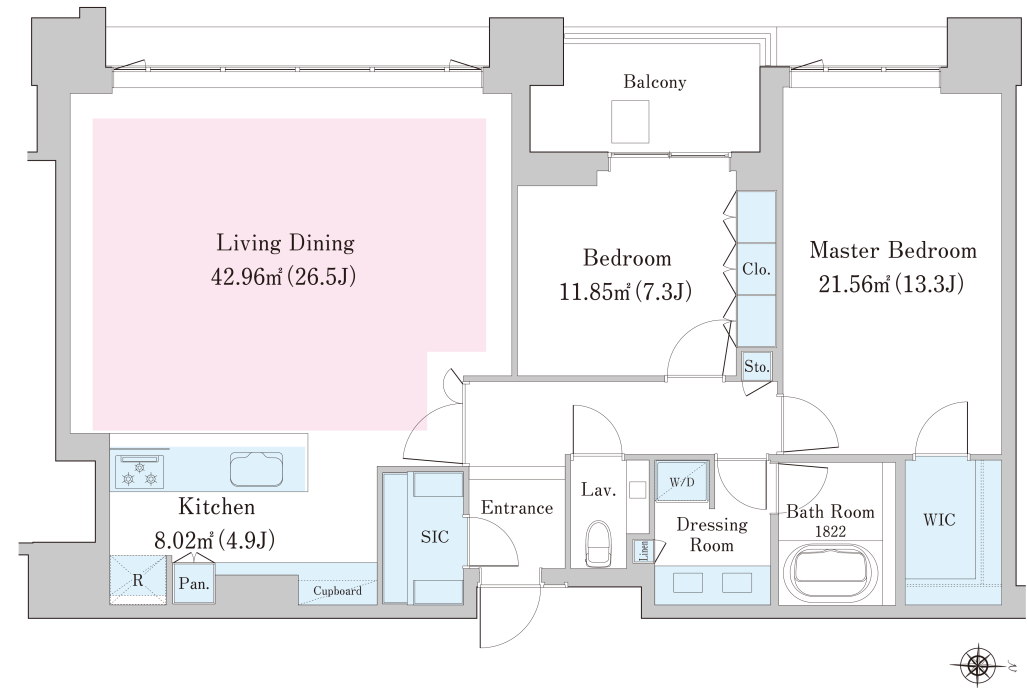 Balcony
Living Dining
42.96㎡(26.5J)
Bedroom
11.85㎡(7.3J)
Clo.
Master Bedroom
21.56㎡(13.3J)
Sto.
Kitchen
8.02㎡(4.9J)
R
Pan.
Cupboard
SIC
Entrance
Lav.
W/D
Linen
Dressing
Room
Bath Room
1822
WIC
N